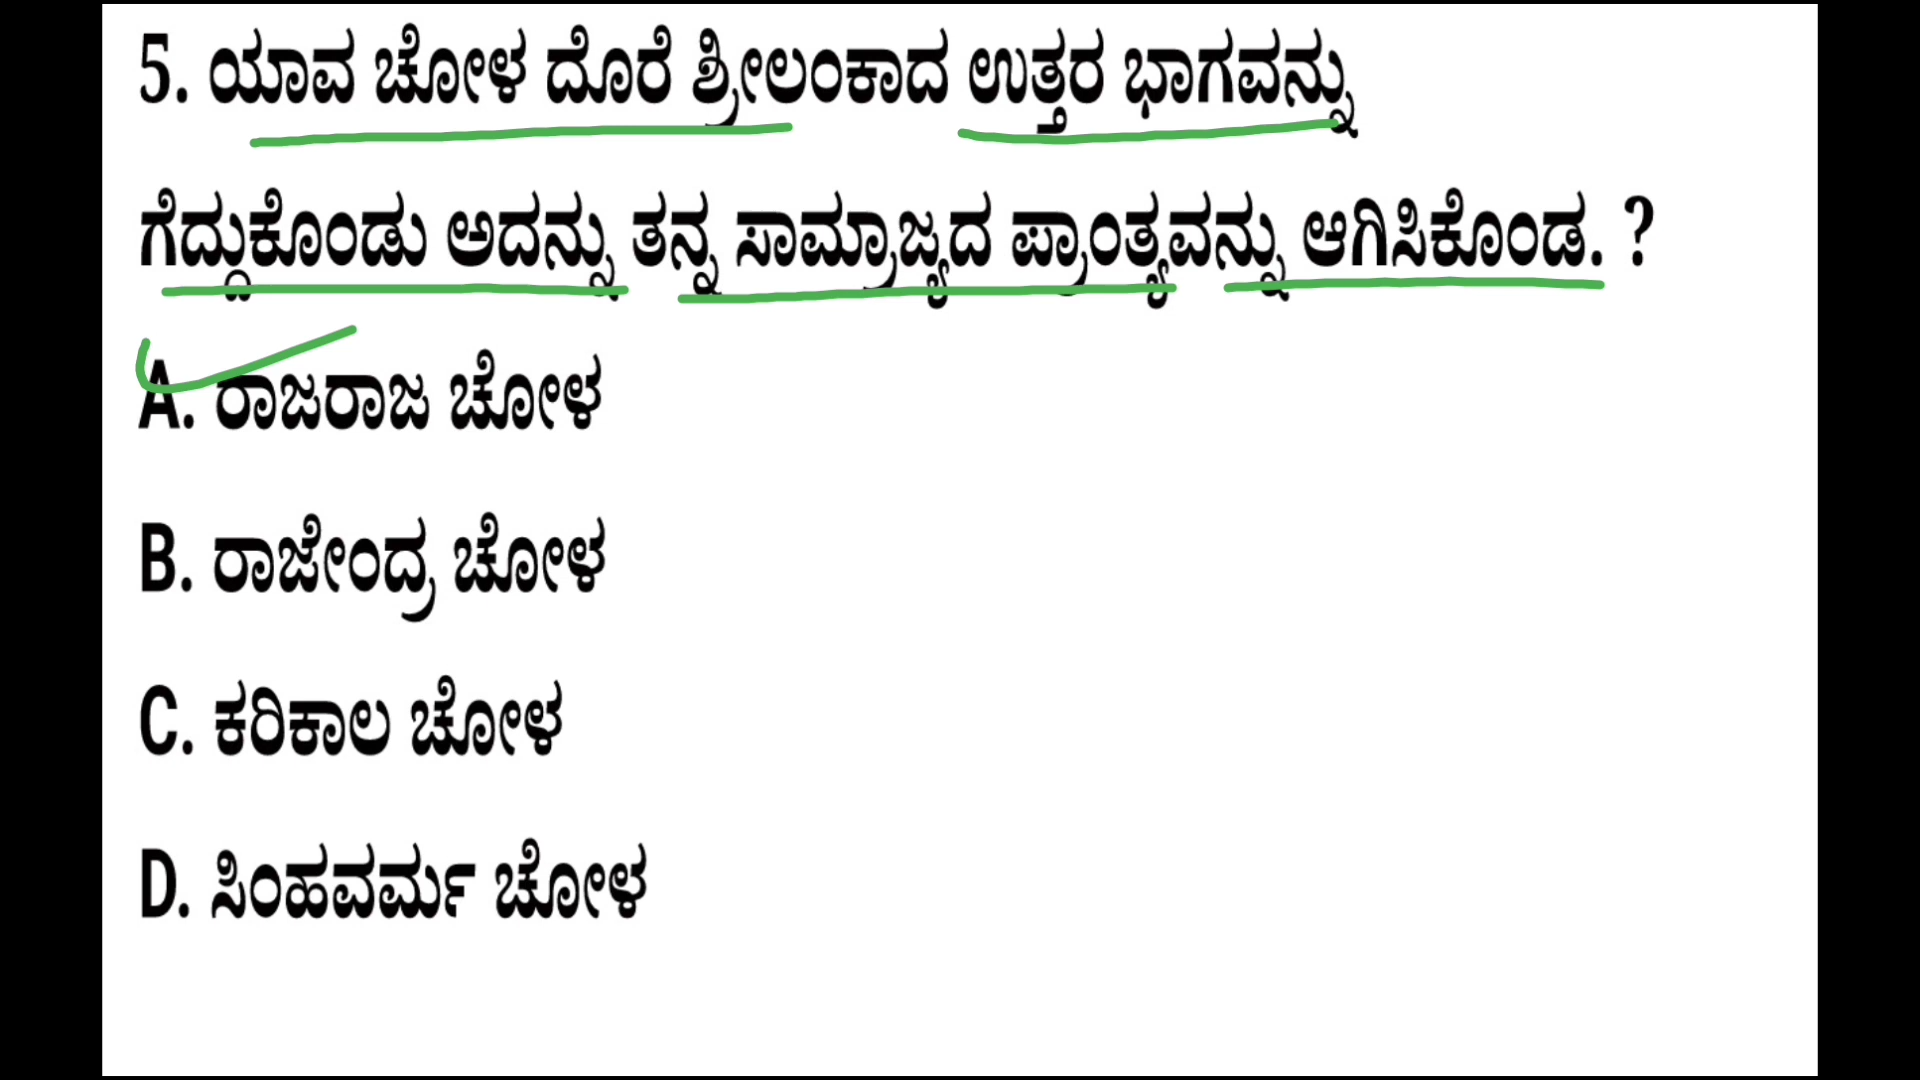 5. ಯಾವ ಚೋಳ ದೊರೆ ಶ್ರೀಲಂಕಾದ ಉತ್ತರ ಭಾಗವನ್ನು
ಗೆದ್ದುಕೊಂಡು ಅದನ್ನು ತನ್ನ ಸಾಮ್ರಾಜ್ಯದ ಪ್ರಾಂತ್ಯವನ್ನು ಆಗಿಸಿಕೊಂಡ. ?
A. ರಾಜರಾಜ ಚೋಳ
B. ರಾಜೇಂದ್ರ ಚೋಳ
C. ಕರಿಕಾಲ ಚೋಳ
D. ಸಿಂಹವರ್ಮ ಚೋಳ